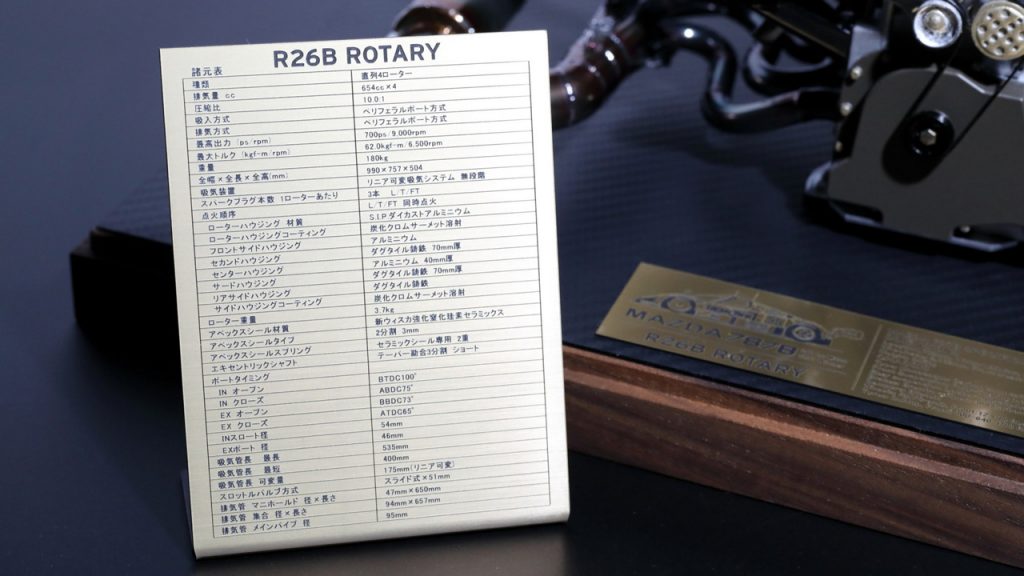 R26B ROTARY
諸元表
種類 直列4ローター
排気量 cc 654cc×4
圧縮比 10.0:1
吸入方式 ペリフェラルポート方式
排気方式 ペリフェラルポート方式
最高出力 (ps/rpm) 700ps/9.000rpm
最大トルク (kgf-m/rpm) 62.0kgf-m/6.500rpm
重量 180kg
全幅×全長×全高(mm) 990×757×504
吸気装置 リニア可変吸気システム 無段階
スパークプラグ本数 1ローターあたり 3本 L/T/FT
点火順序 L/T/FT 同時点火
ローターハウジング 材質 S.I.Pダイカストアルミニウム
ローターハウジングコーティング 炭化クロムサーメット溶射
フロントサイドハウジング アルミニウム
セカンドハウジング ダグタイル鋳鉄 70mm厚
センターハウジング アルミニウム 40mm厚
サードハウジング ダグタイル鋳鉄 70mm厚
リアサイドハウジング ダグタイル鋳鉄
サイドハウジングコーティング 炭化クロムサーメット溶射
ローター重量 3.7kg
アペックスシール材質 新ウィスカ強化窒化珪素セラミックス
アペックスシールタイプ 2分割 3mm
アペックスシールスプリング セラミックシール専用 2重
エキセントリックシャフト テーパー勘合3分割 ショート
ポートタイミング
IN オープン BTDC100°
IN クローズ ABDC75°
EX オープン BBDC73°
EX クローズ ATDC65°
INスロート径 54mm
EXポート 径 46mm
吸気管長 最長 535mm
吸気管長 最短 400mm
吸気管長 可変量 175mm(リニア可変)
スロットルバルブ方式 スライド式×51mm
排気管 マニホールド 径×長さ 47mm×650mm
排気管 集合 径×長さ 94mm×657mm
排気管 メインパイプ 径 95mm
MAZDA787B
R26B ROTARY